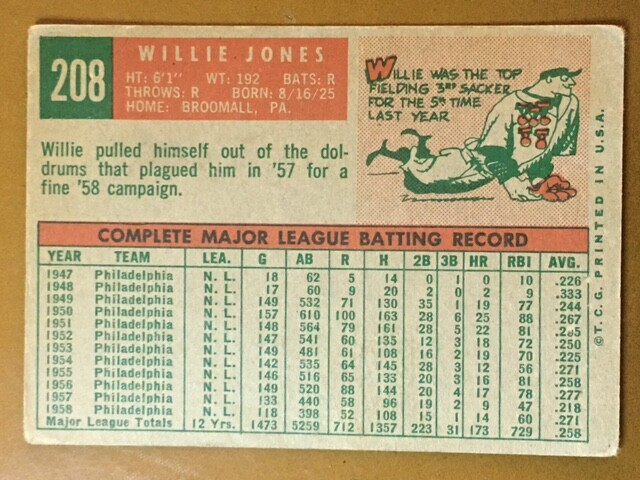 208
WILLIE JONES
HT: 6'1" WT: 192 BATS: R
THROWS: R BORN: 8/16/25
HOME: BROOMALL, PA.
WILLIE WAS THE TOP
FIELDING 3RD SACKER
FOR THE 5TH TIME
LAST YEAR
Willie pulled himself out of the dol-
drums that plagued him in '57 for a
fine '58 campaign.
COMPLETE MAJOR LEAGUE BATTING RECORD
YEAR TEAM LEA. G AB R H 2B 3B HR RBI AVG.
1947 Philadelphia N. L. 18 62 5 14 0 1 0 10 .226
1948 Philadelphia N. L. 17 60 9 20 2 0 2 9 .333
1949 Philadelphia N. L. 149 532 71 130 35 1 19 77 .244
1950 Philadelphia N. L. 157 610 100 163 28 6 25 88 .267
1951 Philadelphia N. L. 148 564 79 161 28 5 22 81 .285
1952 Philadelphia N. L. 147 541 60 135 12 3 18 72 .250
1953 Philadelphia N. L. 149 481 61 108 16 2 19 70 .225
1954 Philadelphia N. L. 142 535 64 145 28 3 12 56 .271
1955 Philadelphia N. L. 146 516 65 133 20 3 16 81 .258
1956 Philadelphia N. L. 149 520 88 144 20 4 17 78 .277
1957 Philadelphia N. L. 133 440 58 96 19 2 9 47 .218
1958 Philadelphia N. L. 118 398 52 108 15 1 14 60 .271
Major League Totals 12 Yrs. 1473 5259 712 1357 223 31 173 729 .258
©T. C. G. PRINTED IN U.S.A.